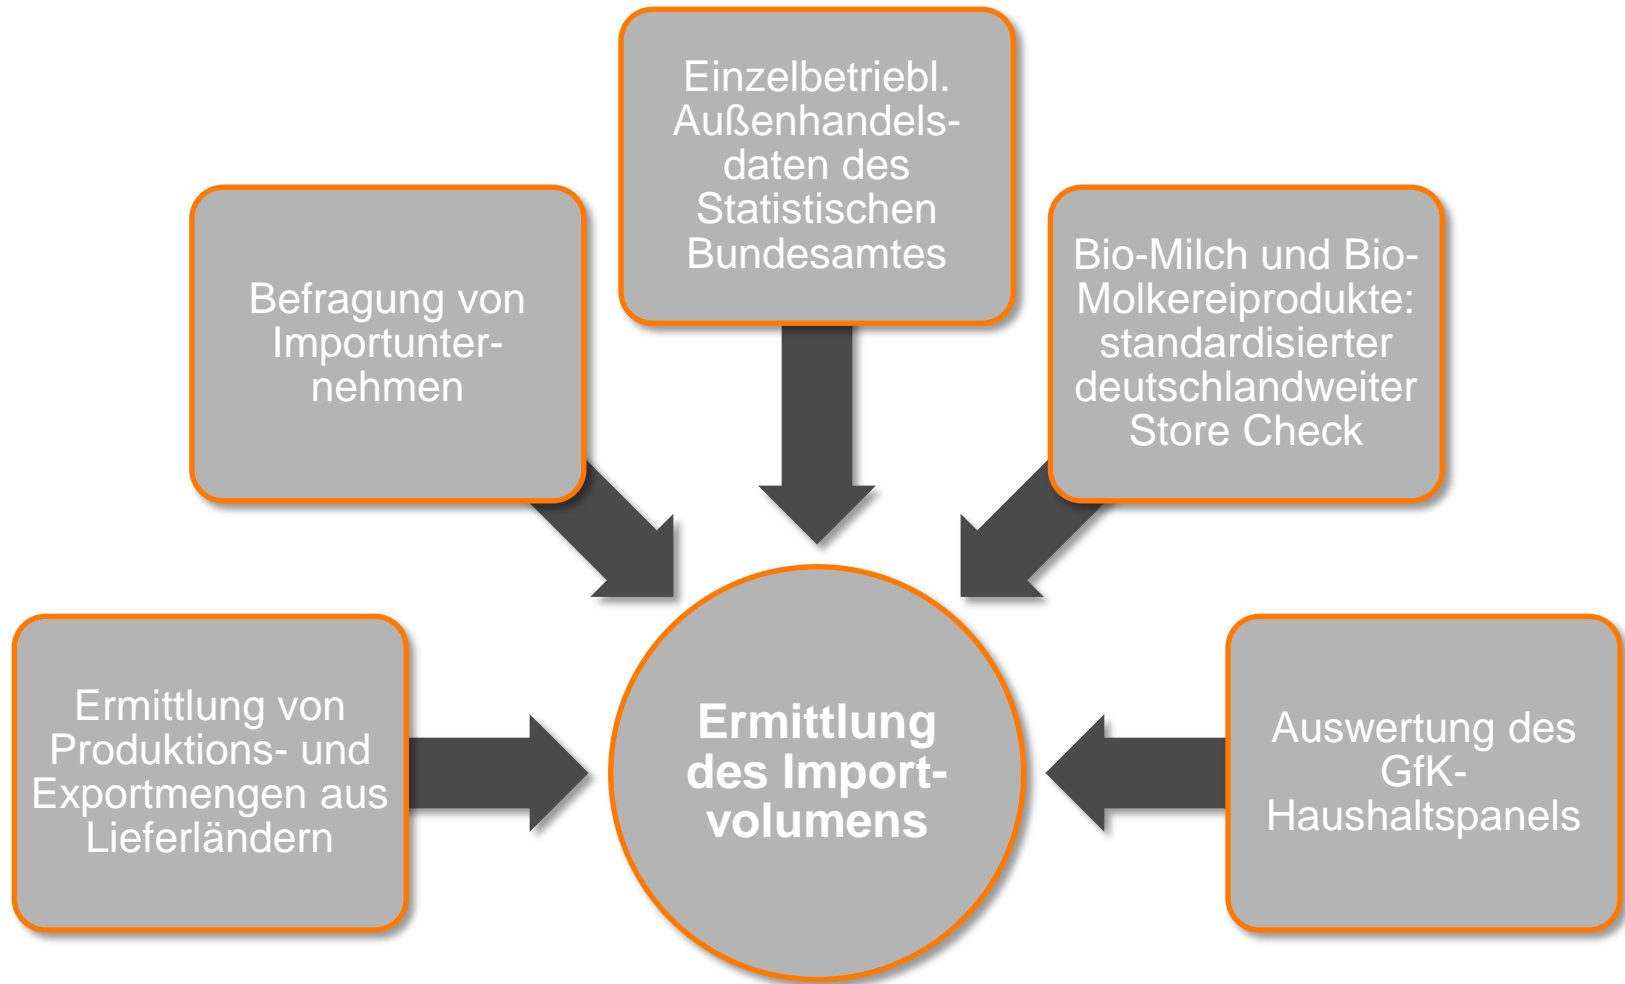 Einzelbetriebl.
Außenhandels-
daten des
Statistischen
Bundesamtes
Befragung von
Importunter-
nehmen
Bio-Milch und Bio-
Molkereiprodukte:
standardisierter
deutschlandweiter
Store Check
Ermittlung von
Produktions- und
Exportmengen aus
Lieferländern
Ermittlung
des Import-
volumens
Auswertung des
GfK-
Haushaltspanels